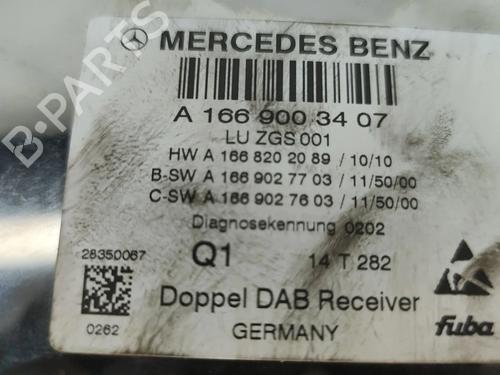 MERCEDES BENZ
A 166 900 34 07
LU ZGS 001
HW A 166 820 20 89 / 10/10
B-SW A 166 902 77 03 / 11/50/00
C-SW A 166 902 76 03 / 11/50/00
Diagnosekennung 0202
28350067
Q1
14 T 282
0262
Doppel DAB Receiver
GERMANY
fuba